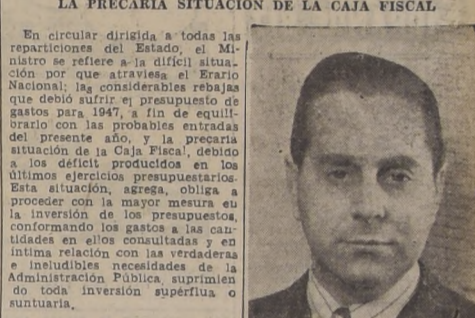 LA PRECARIA SITUACION DE LA CAJA FISCAL
En circular dirigida a todas las
reparticiones del Estado, el Mi-
nistro se refiere a la difícil situa-
ción por que atraviesa el Erario
Nacional; las considerables rebajas
que debió sufrir el presupuesto de
gastos para 1947, a fin de equili-
brarlo con las probables entradas
del presente año, y la precaria
situación de la Caja Fiscal, debido
a los déficit producidos en los
últimos ejercicios presupuestarios.
Esta situación, agrega, obliga a
proceder con la mayor mesura en
la inversión de los presupuestos,
conformando los gastos a las can-
tidades en ellos consultadas y en
íntima relación con las verdaderas
e ineludibles necesidades de la
Administración Pública, suprimien
do toda inversión superflua o
suntuaria.